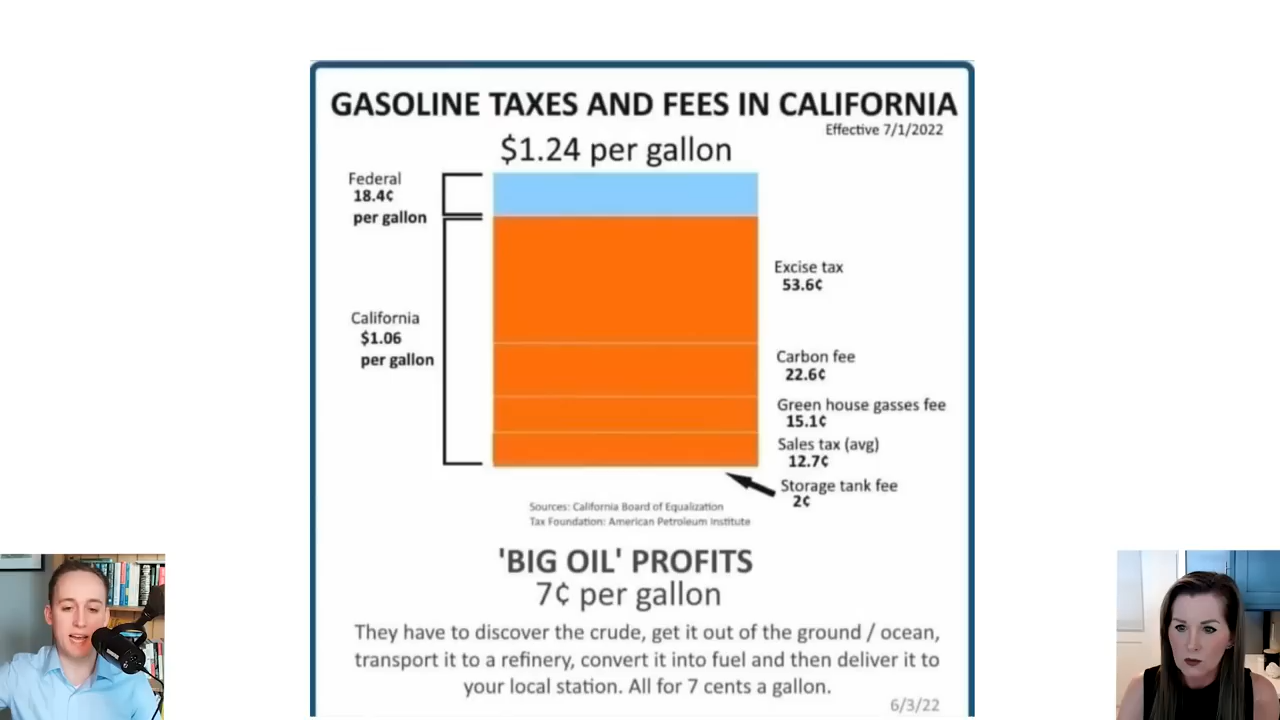 GASOLINE TAXES AND FEES IN CALIFORNIA
Effective 7/1/2022
$1.24 per gallon
Federal
18.4¢
per gallon
California
$1.06
per gallon
Excise tax
53.6¢
Carbon fee
22.6¢
Green house gasses fee
15.1¢
Sales tax (avg)
12.7¢
Storage tank fee
2¢
Sources: California Board of Equalization
Tax Foundation: American Petroleum Institute
'BIG OIL' PROFITS
7¢ per gallon
They have to discover the crude, get it out of the ground / ocean,
transport it to a refinery, convert it into fuel and then deliver it to
your local station. All for 7 cents a gallon.
6/3/22